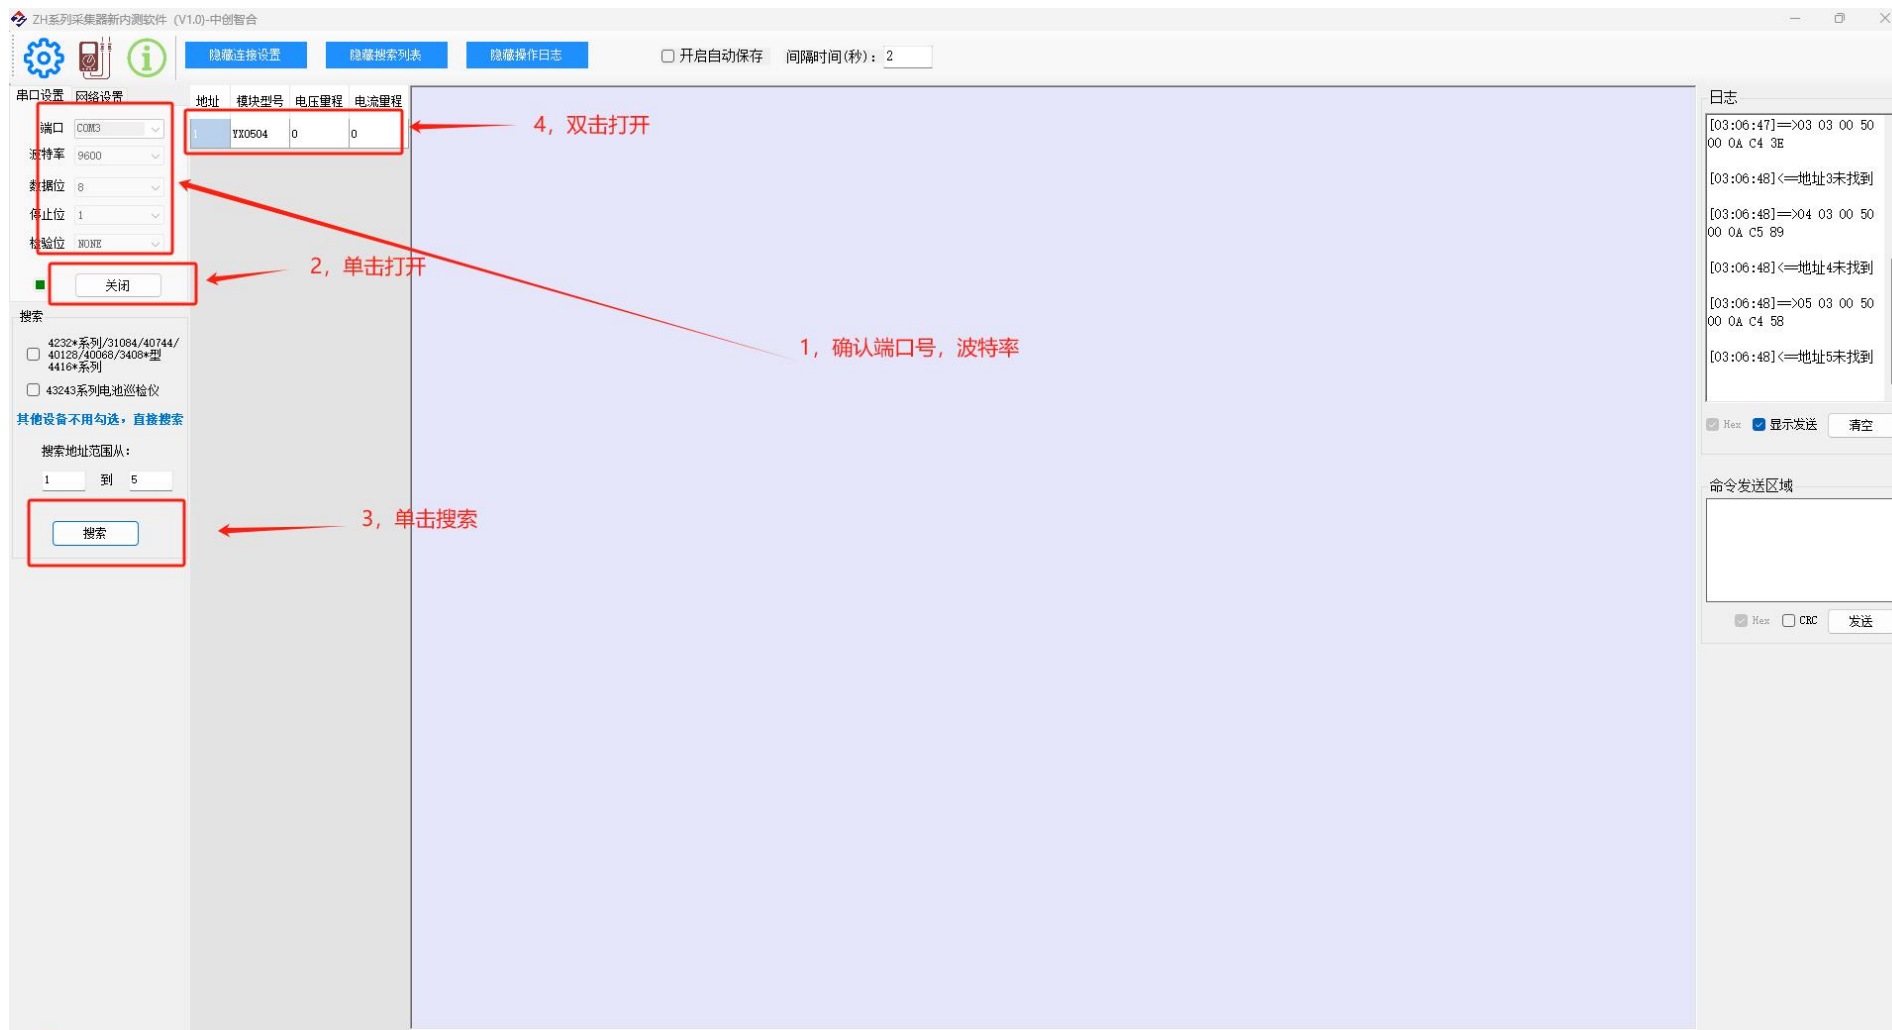 ZH系列采集器新内测软件 (V1.0)-中创智合
隐藏连接设置
隐藏搜索列表
隐藏操作日志
开启自动保存
间隔时间(秒)：2
串口设置 网络设置
端口 COM3
波特率 9600
数据位 8
停止位 1
检验位 NONE
关闭
搜索
4232*系列/31084/40744/
40128/40068/3408*型
4416*系列
43243系列电池巡检仪
其他设备不用勾选，直接搜索
搜索地址范围从：
1 到 5
搜索
地址 模块型号 电压量程 电流量程
1 YX0504 0 0
4，双击打开
2，单击打开
1，确认端口号，波特率
3，单击搜索
日志
[03:06:47]==>03 03 00 50
00 0A C4 3E
[03:06:48]<==地址3未找到
[03:06:48]==>04 03 00 50
00 0A C5 89
[03:06:48]<==地址4未找到
[03:06:48]==>05 03 00 50
00 0A C4 58
[03:06:48]<==地址5未找到
Hex 显示发送 清空
命令发送区域
Hex CRC 发送